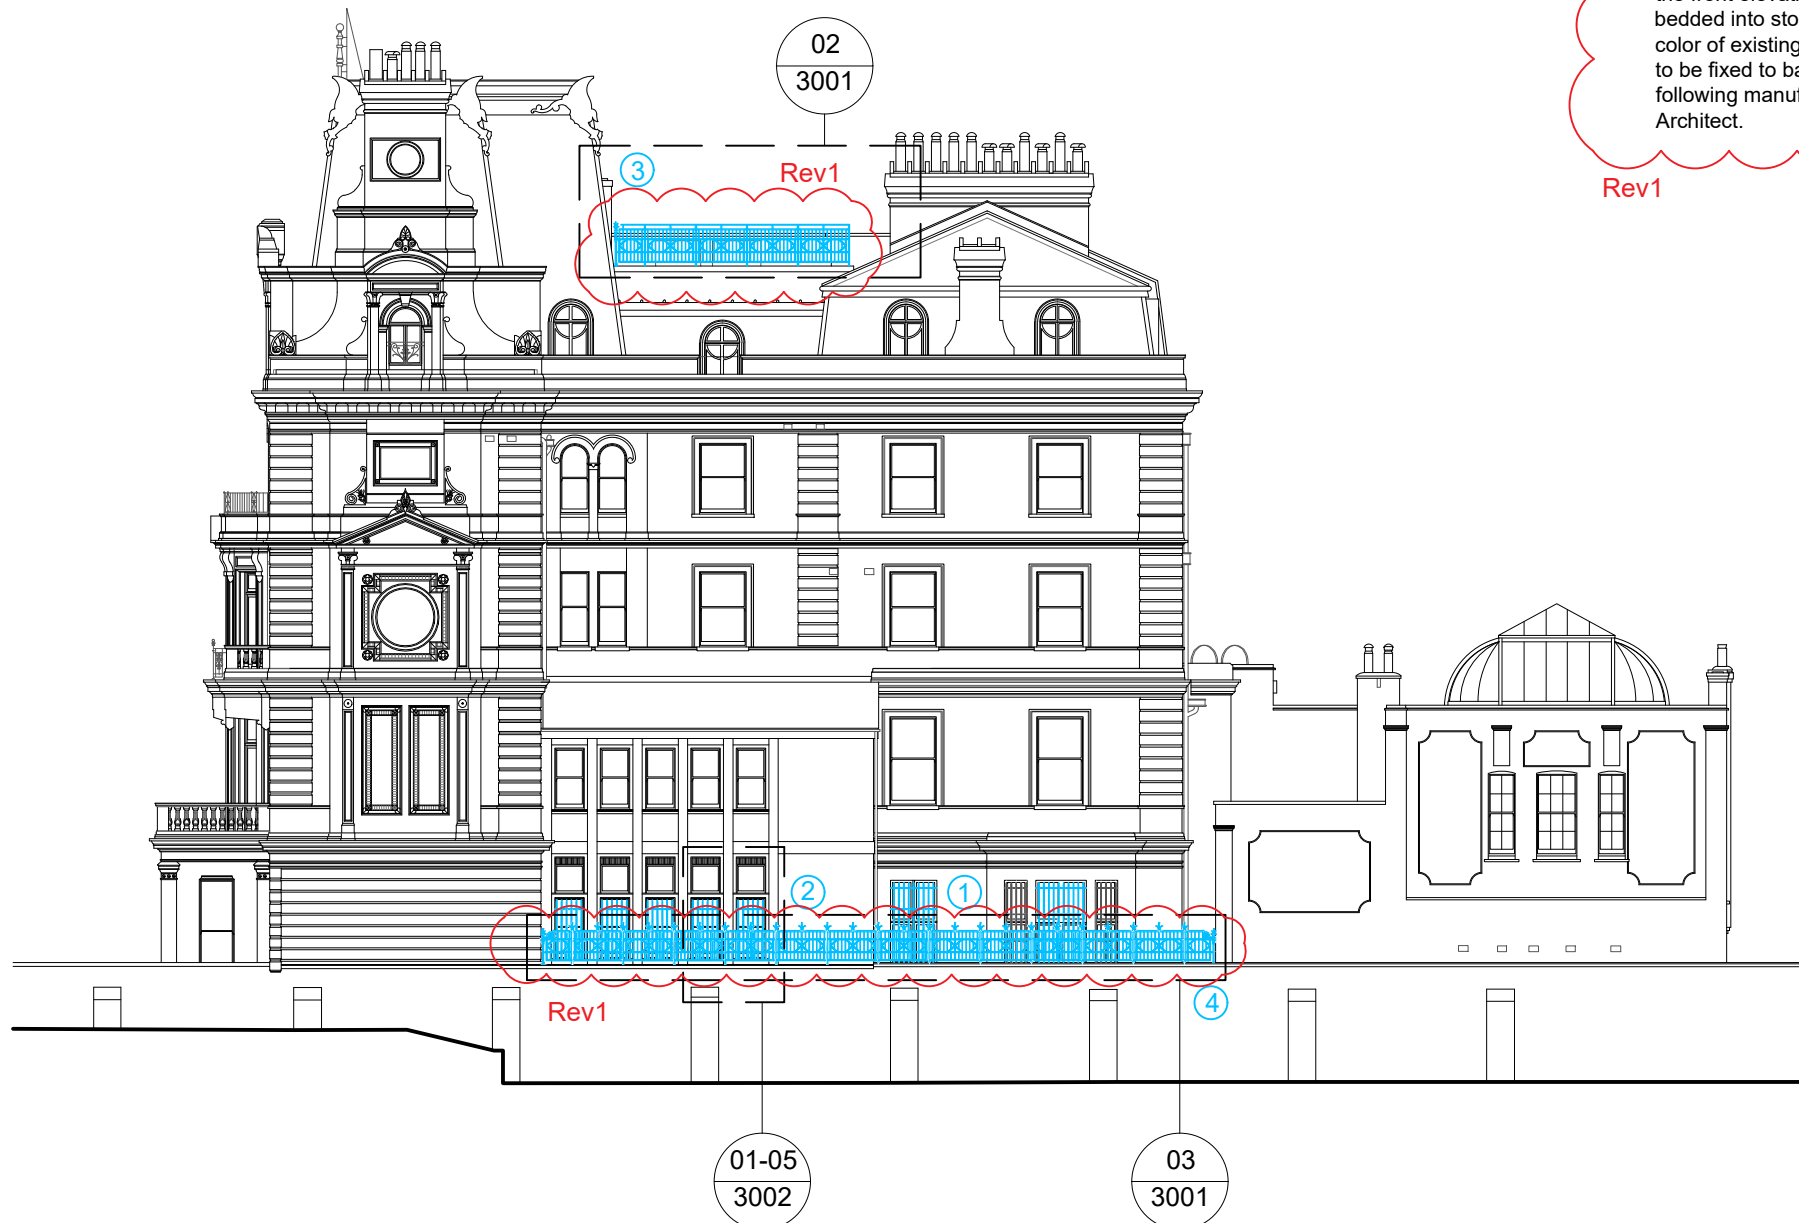 bedded into sto
color of existing
to be fixed to ba
following manuf
Architect.
Rev1
02
3001
3
Rev1
2
1
Rev1
4
01-05
3002
03
3001